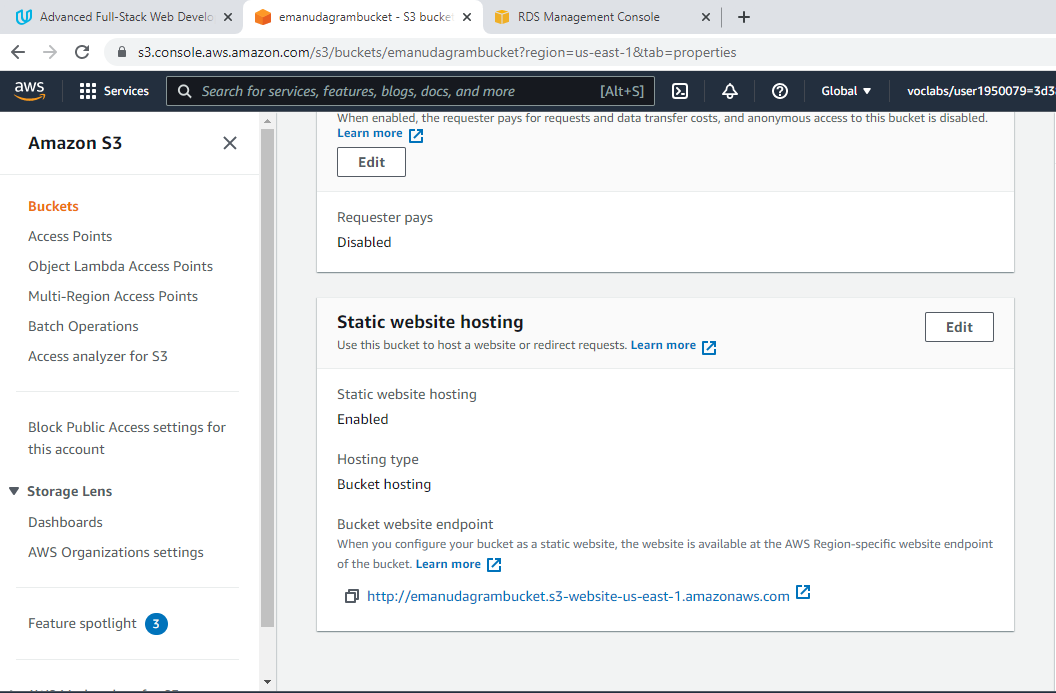 Advanced Full-Stack Web Develo
emanudagrambucket - S3 bucket
RDS Management Console
s3.console.aws.amazon.com/s3/buckets/emanudagrambucket?region=us-east-1&tab=properties
aws
Services
Search for services, features, blogs, docs, and more
[Alt+S]
Global
voclabs/user1950079=3d3
Amazon S3
Buckets
Access Points
Object Lambda Access Points
Multi-Region Access Points
Batch Operations
Access analyzer for S3
Block Public Access settings for
this account
Storage Lens
Dashboards
AWS Organizations settings
Feature spotlight 3
When enabled, the requester pays for requests and data transfer costs, and anonymous access to this bucket is disabled.
Learn more
Edit
Requester pays
Disabled
Static website hosting
Edit
Use this bucket to host a website or redirect requests. Learn more
Static website hosting
Enabled
Hosting type
Bucket hosting
Bucket website endpoint
When you configure your bucket as a static website, the website is available at the AWS Region-specific website endpoint
of the bucket. Learn more
http://emanudagrambucket.s3-website-us-east-1.amazonaws.com